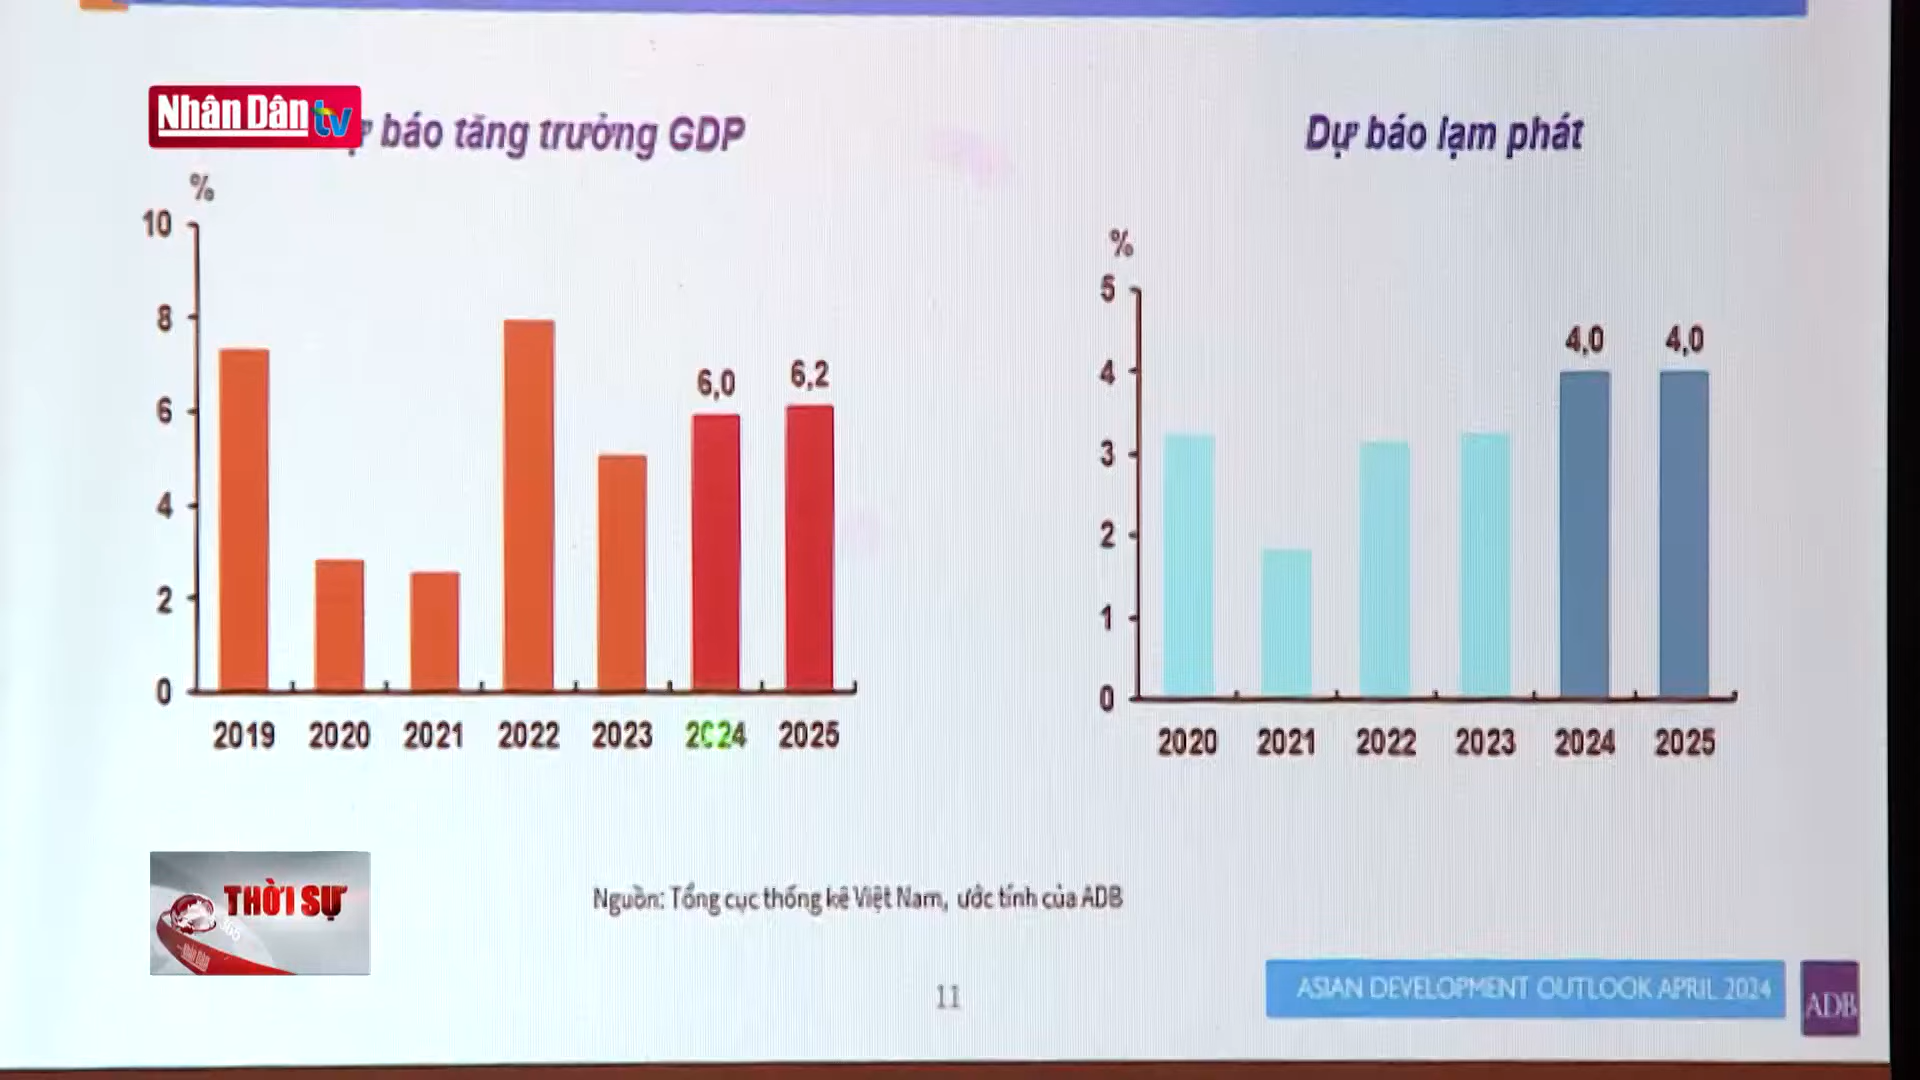 Nhân Dân tv
báo tăng trưởng GDP
Dự báo lạm phát
%
10
8
6
4
2
0
6,0
6,2
2019 2020 2021 2022 2023 2024 2025
%
5
4
3
2
1
0
4,0
4,0
2020 2021 2022 2023 2024 2025
THỜI SỰ
365
NHÂN DÂN
Nguồn: Tổng cục thống kê Việt Nam, ước tính của ADB
11
ASIAN DEVELOPMENT OUTLOOK APRIL 2024
ADB